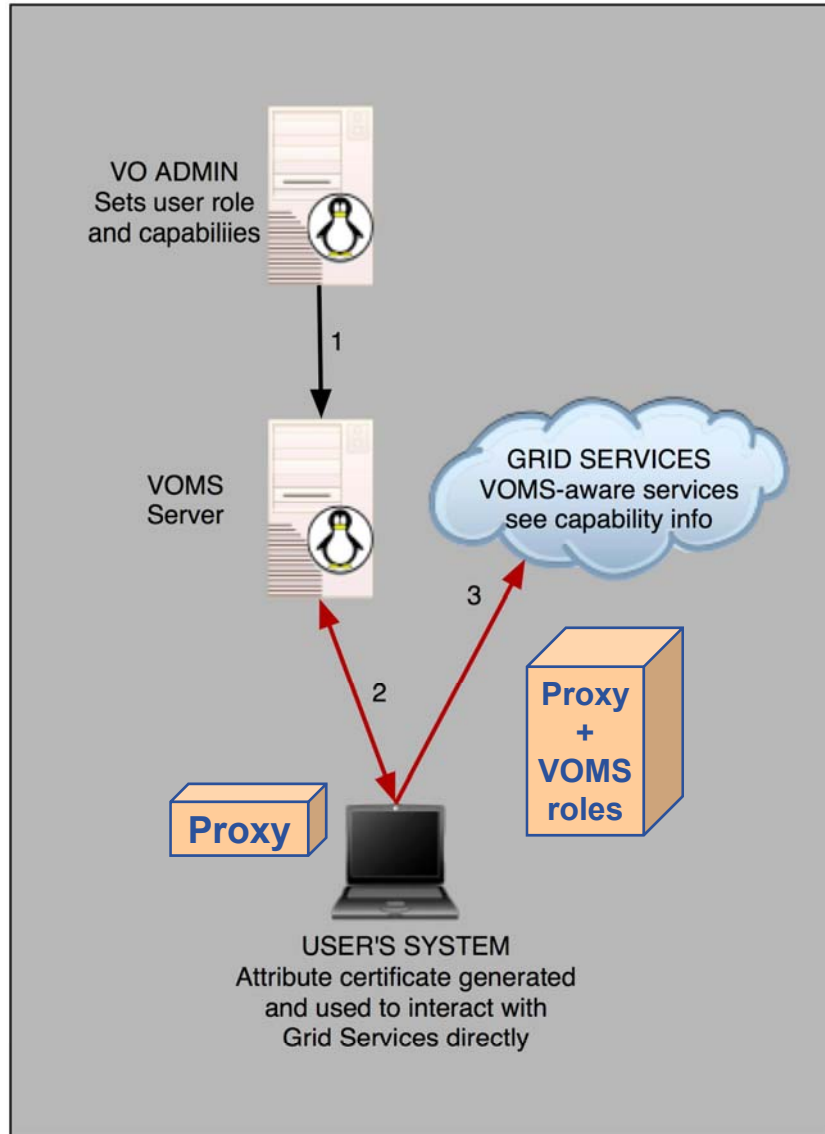 VO ADMIN
Sets user role
and capabiliies
1
VOMS
Server
GRID SERVICES
VOMS-aware services
see capability info
3
2
Proxy
+
VOMS
roles
Proxy
USER'S SYSTEM
Attribute certificate generated
and used to interact with
Grid Services directly